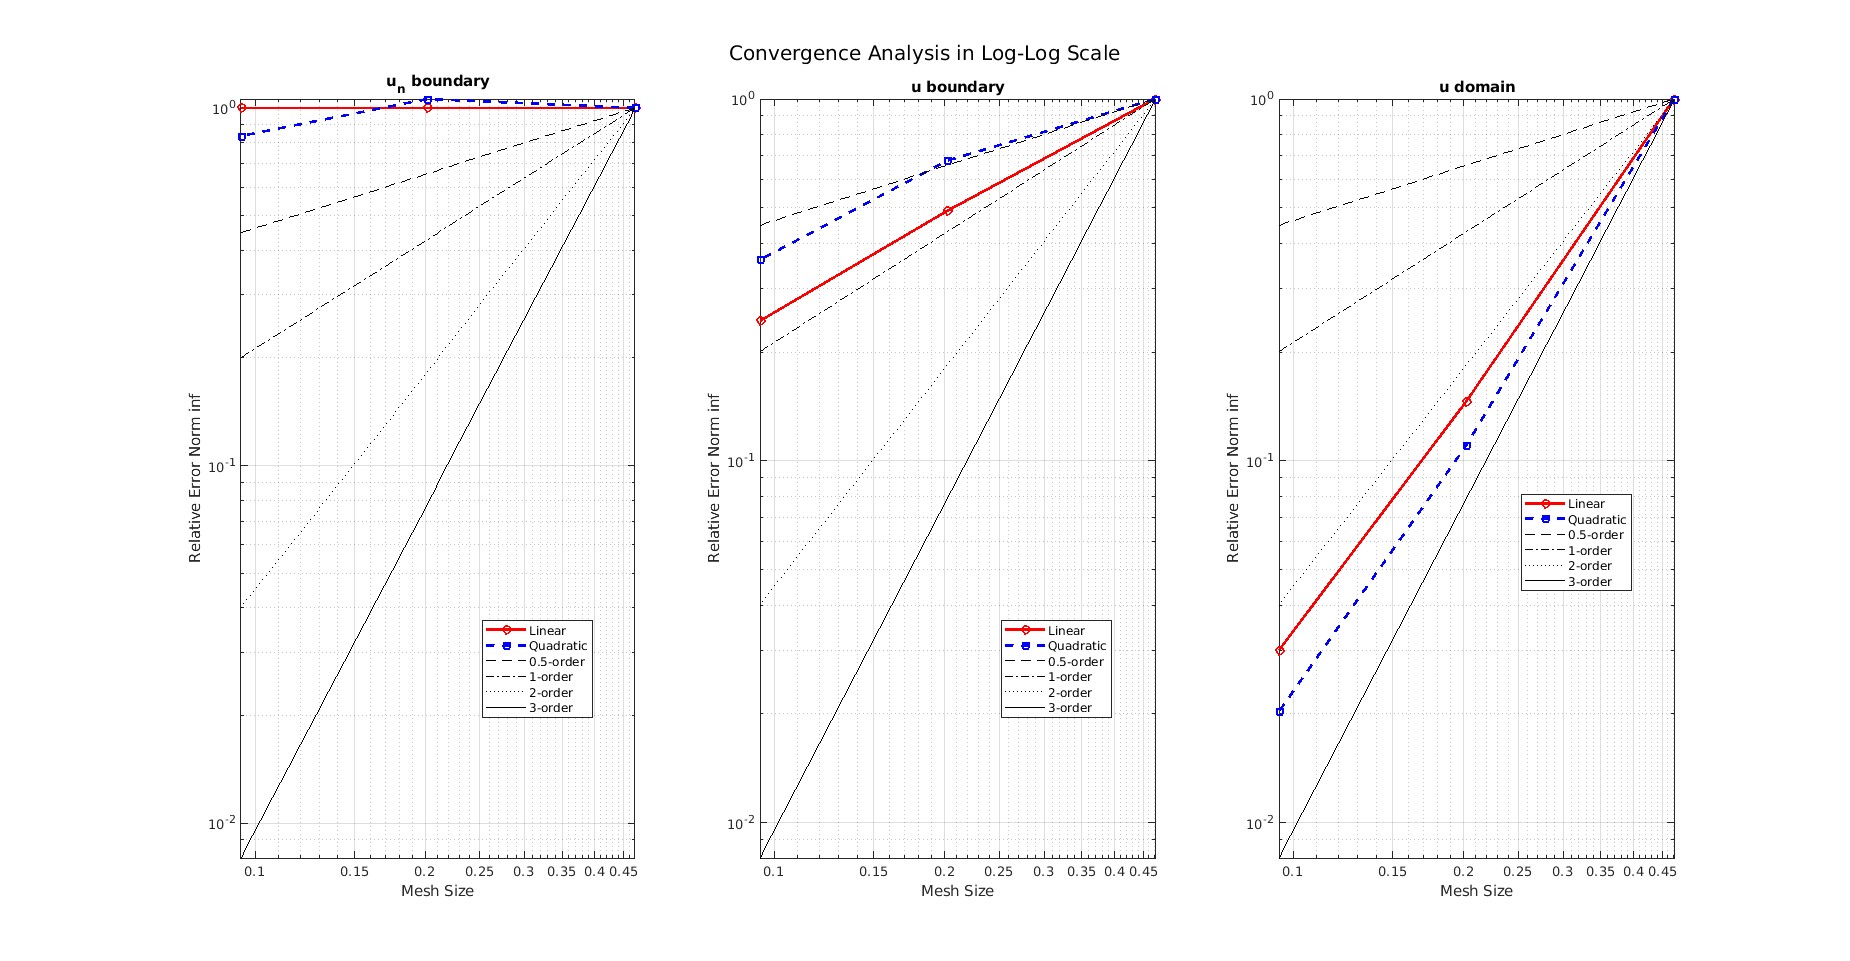 Convergence Analysis in Log-Log Scale
u_n boundary
10^0
10^-1
10^-2
Relative Error Norm inf
0.1 0.15 0.2 0.25 0.3 0.35 0.4 0.45
Mesh Size
Linear
Quadratic
0.5-order
1-order
2-order
3-order
u boundary
10^0
10^-1
10^-2
Relative Error Norm inf
0.1 0.15 0.2 0.25 0.3 0.35 0.4 0.45
Mesh Size
Linear
Quadratic
0.5-order
1-order
2-order
3-order
u domain
10^0
10^-1
10^-2
Relative Error Norm inf
0.1 0.15 0.2 0.25 0.3 0.35 0.4 0.45
Mesh Size
Linear
Quadratic
0.5-order
1-order
2-order
3-order